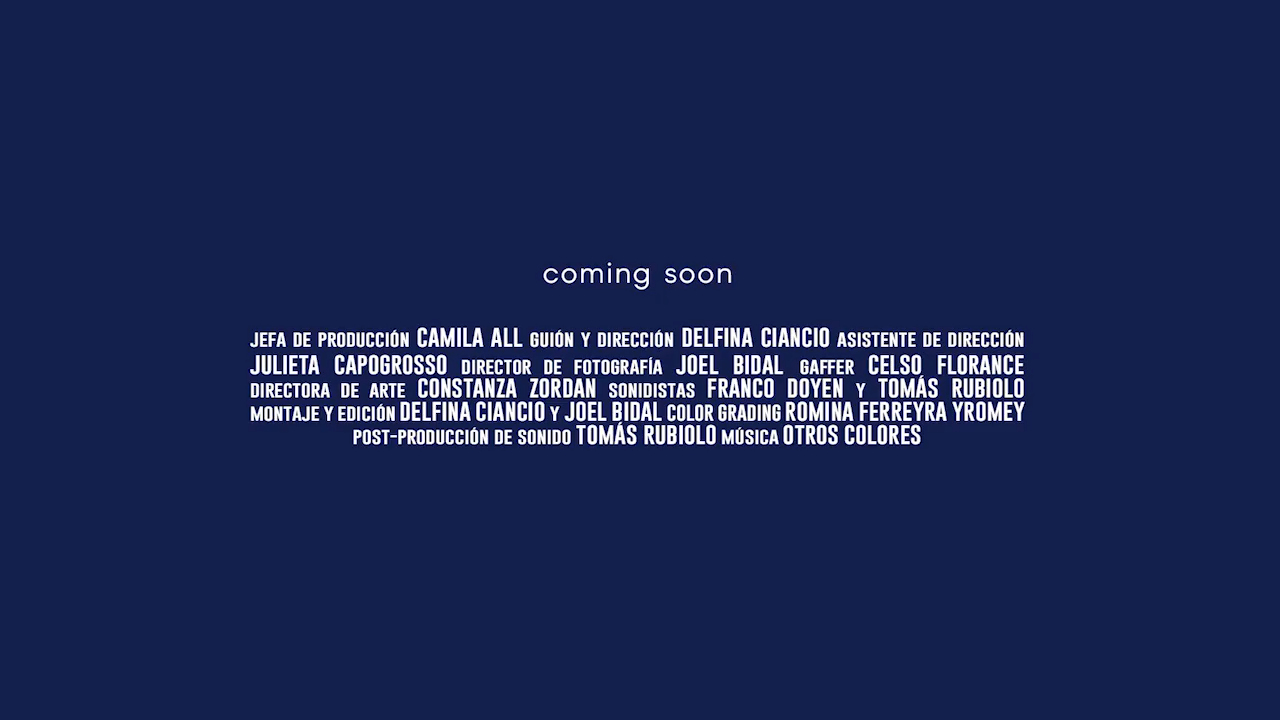 coming soon
JEFA DE PRODUCCIÓN CAMILA ALL GUIÓN Y DIRECCIÓN DELFINA CIANCIO ASISTENTE DE DIRECCIÓN
JULIETA CAPOGROSSO DIRECTOR DE FOTOGRAFÍA JOEL BIDAL GAFFER CELSO FLORANCE
DIRECTORA DE ARTE CONSTANZA ZORDAN SONIDISTAS FRANCO DOYEN Y TOMÁS RUBIOLO
MONTAJE Y EDICIÓN DELFINA CIANCIO Y JOEL BIDAL COLOR GRADING ROMINA FERREYRA YROMEY
POST-PRODUCCIÓN DE SONIDO TOMÁS RUBIOLO MÚSICA OTROS COLORES